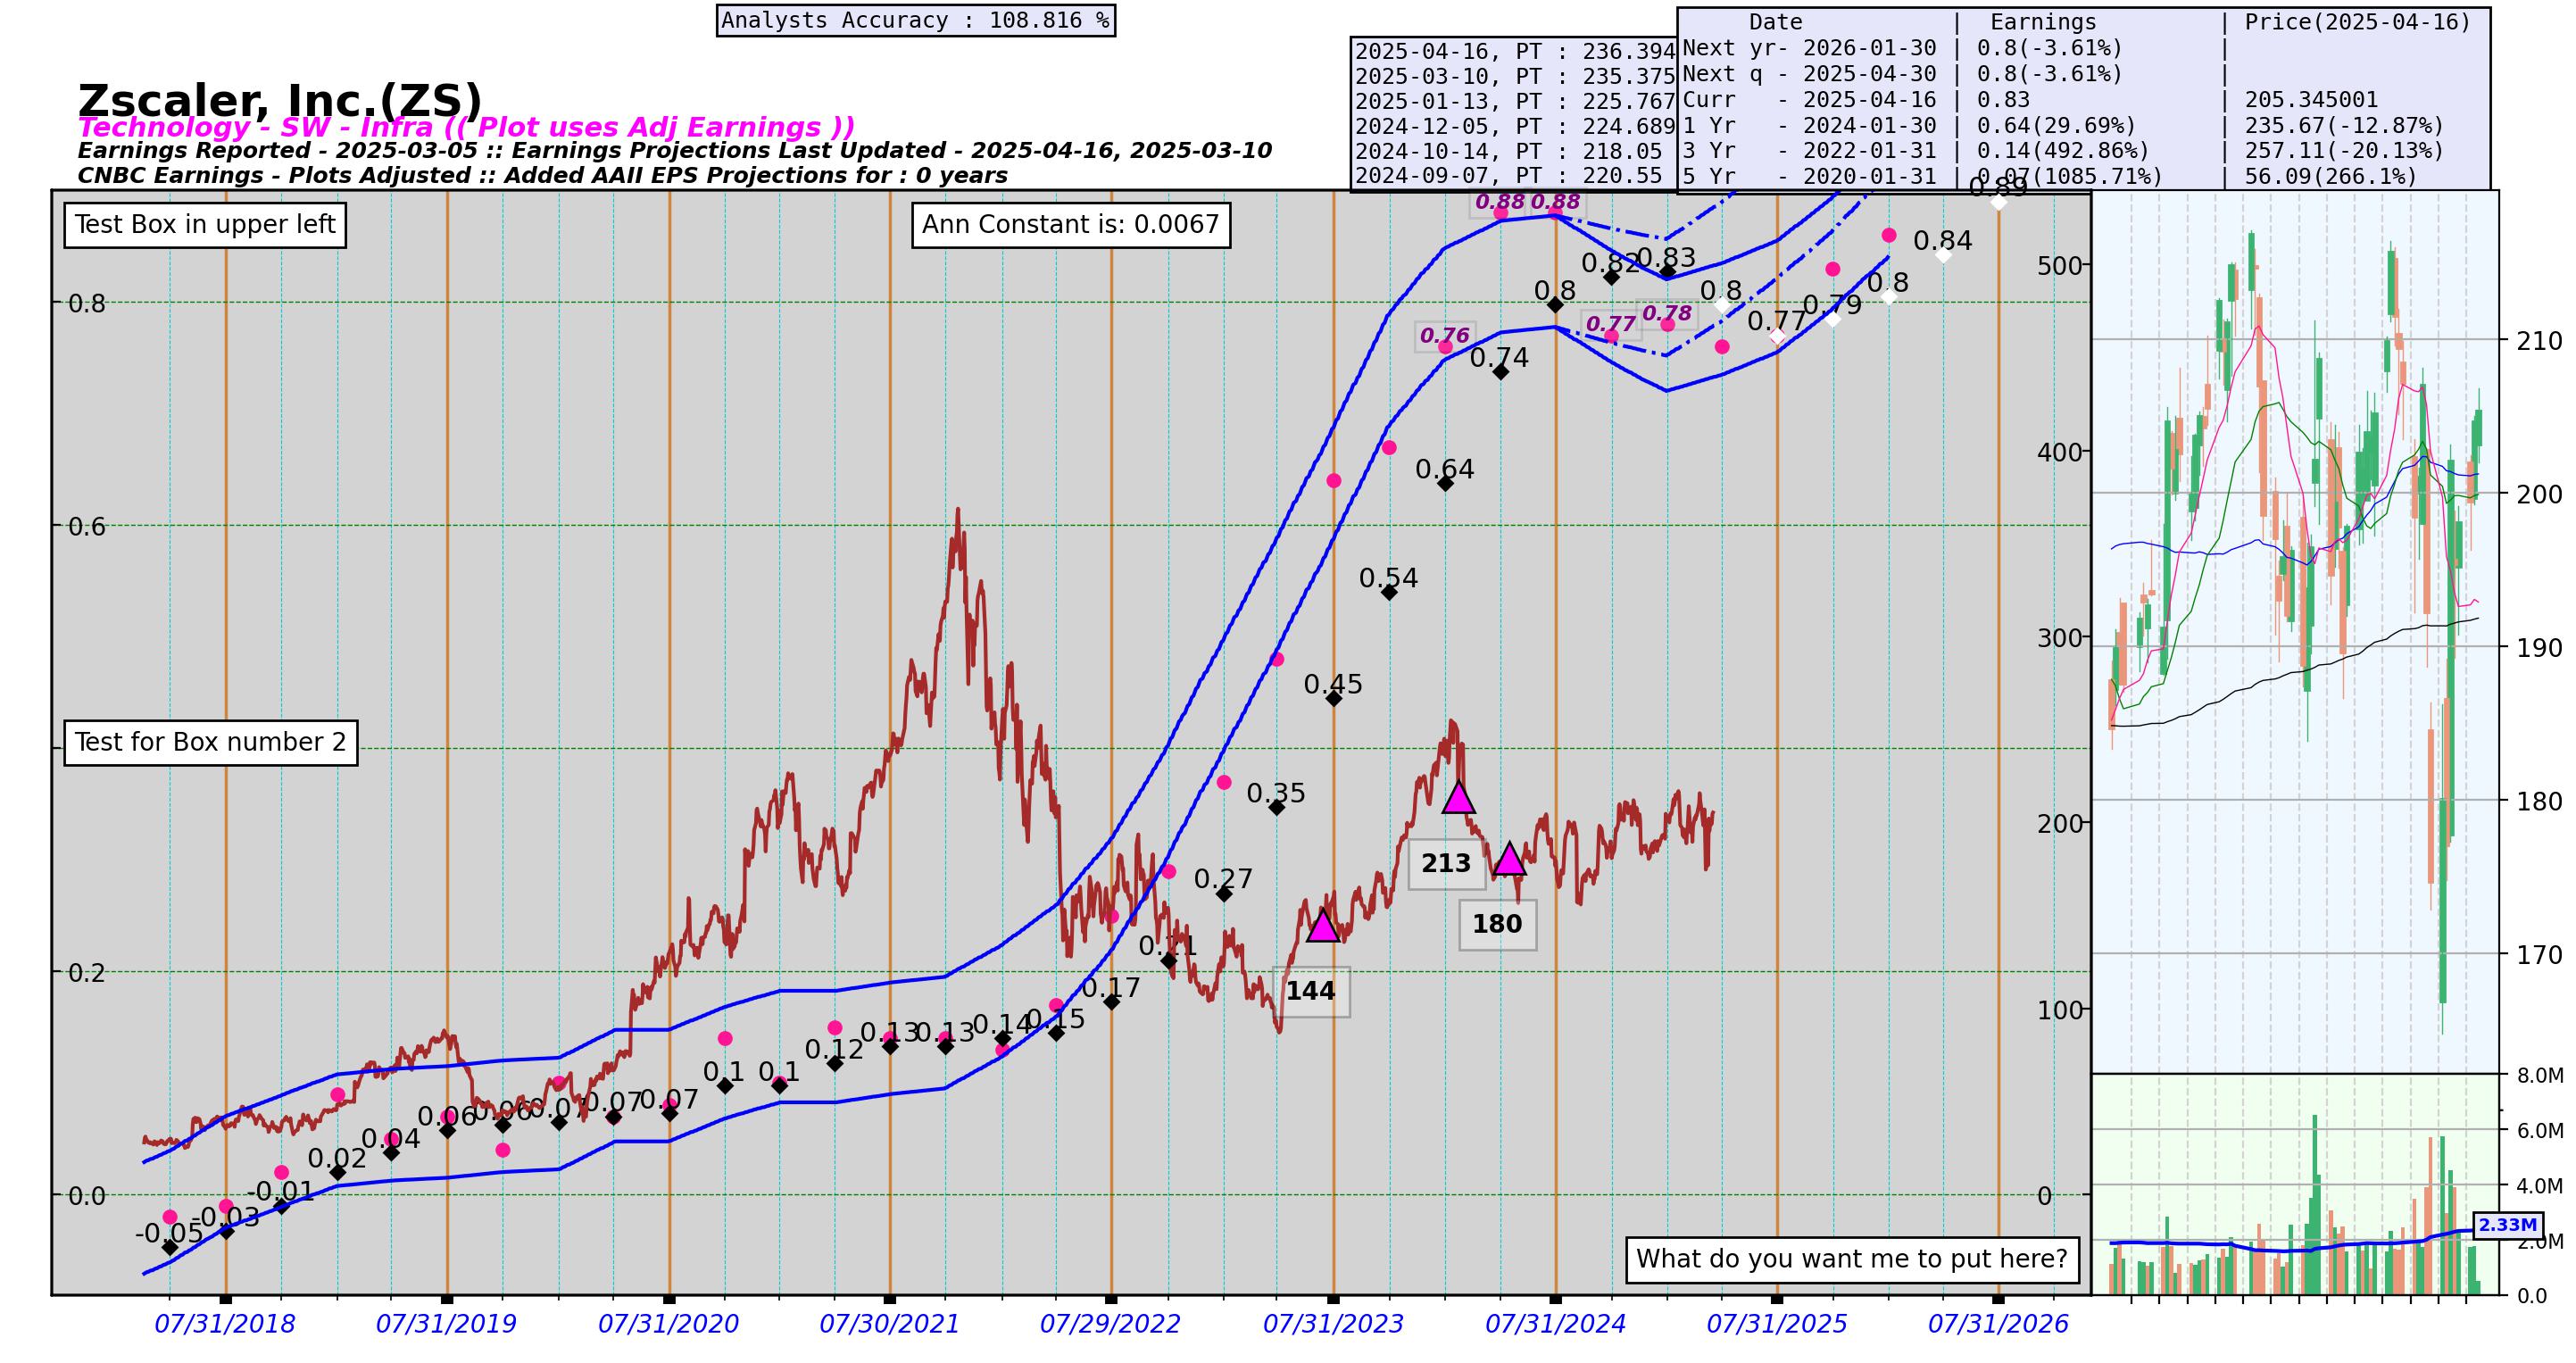 Analysts Accuracy : 108.816 %
Date | Earnings | Price(2025-04-16)
Next yr- 2026-01-30 | 0.8(-3.61%) |
Next q - 2025-04-30 | 0.8(-3.61%) |
Curr - 2025-04-16 | 0.83 | 205.345001
1 Yr - 2024-01-30 | 0.64(29.69%) | 235.67(-12.87%)
3 Yr - 2022-01-31 | 0.14(492.86%) | 257.11(-20.13%)
5 Yr - 2020-01-31 | 0.07(1085.71%) | 56.09(266.1%)
2025-04-16, PT : 236.394
2025-03-10, PT : 235.375
2025-01-13, PT : 225.767
2024-12-05, PT : 224.689
2024-10-14, PT : 218.05
2024-09-07, PT : 220.55
Zscaler, Inc.(ZS)
Technology - SW - Infra (( Plot uses Adj Earnings ))
Earnings Reported - 2025-03-05 :: Earnings Projections Last Updated - 2025-04-16, 2025-03-10
CNBC Earnings - Plots Adjusted :: Added AAII EPS Projections for : 0 years
Test Box in upper left
Ann Constant is: 0.0067
Test for Box number 2
What do you want me to put here?
0.8
0.6
0.2
0.0
-0.05
-0.03
-0.01
0.02
0.04
0.06
0.06
0.07
0.07
0.07
0.1
0.1
0.12
0.13
0.13
0.14
0.15
0.17
0.21
0.27
0.35
0.45
0.54
0.64
0.74
0.8
0.82
0.83
0.8
0.77
0.79
0.8
0.84
0.89
0.76
0.88
0.88
0.77
0.78
144
213
180
500
400
300
200
100
0
210
200
190
180
170
8.0M
6.0M
4.0M
2.33M
2.0M
0.0
07/31/2018
07/31/2019
07/31/2020
07/30/2021
07/29/2022
07/31/2023
07/31/2024
07/31/2025
07/31/2026